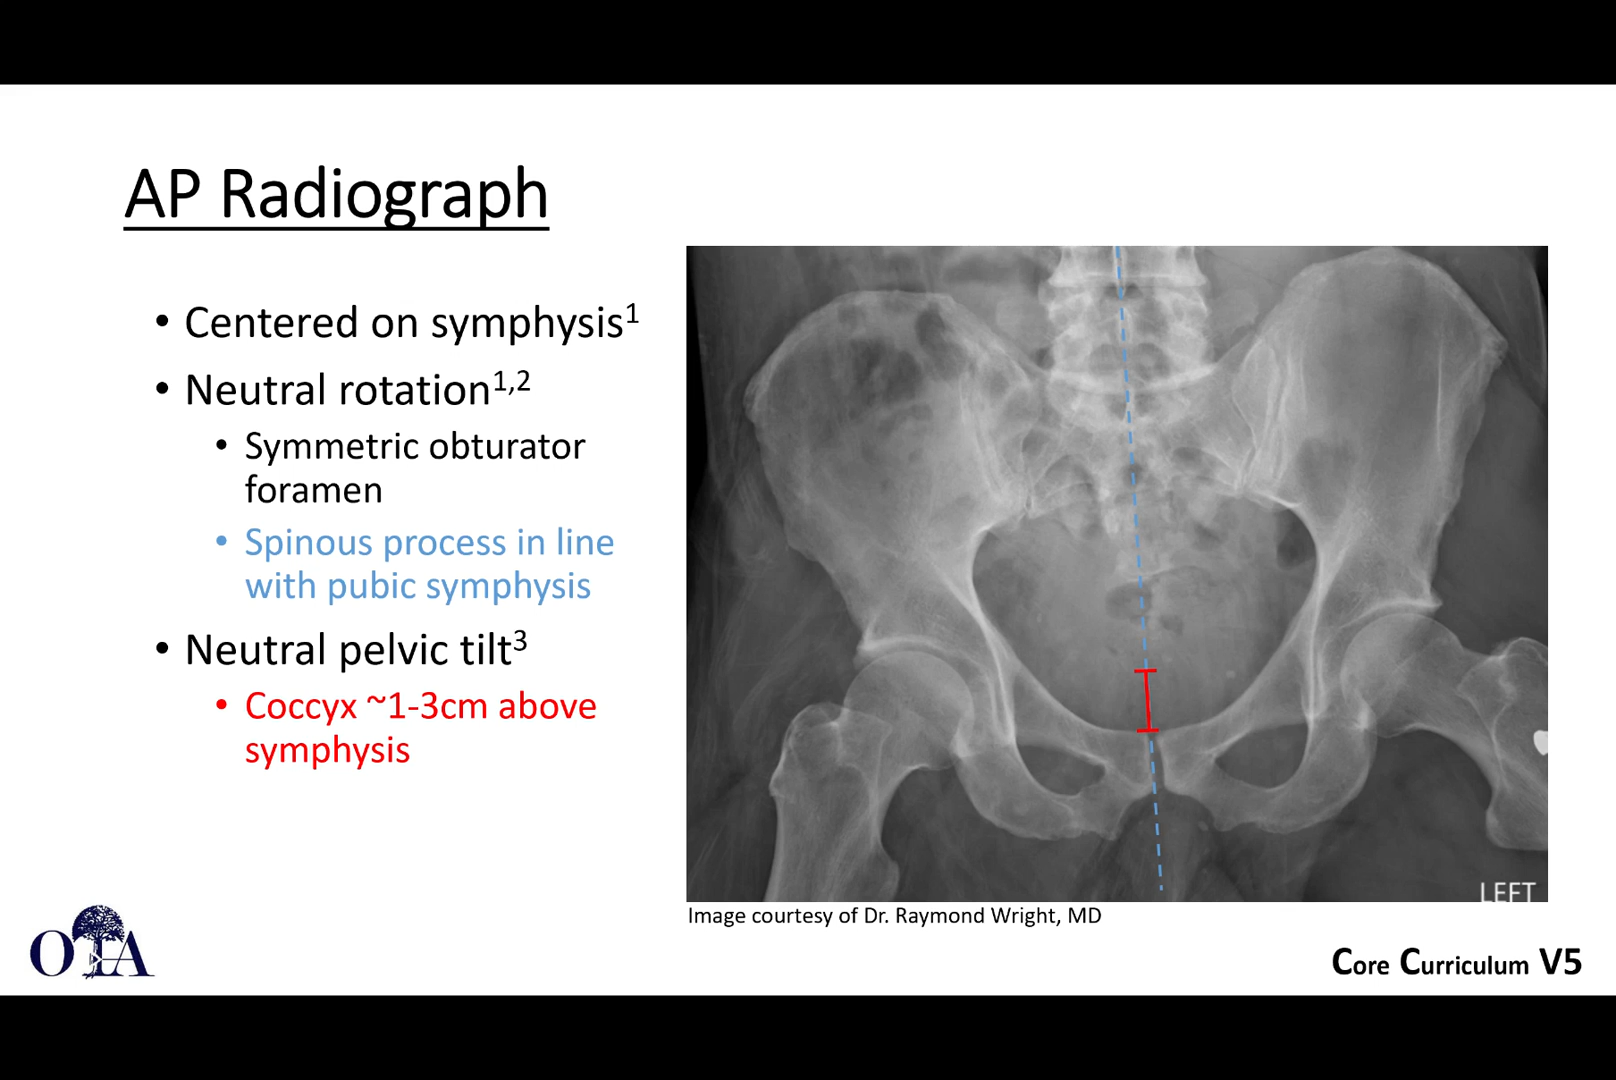 AP Radiograph
• Centered on symphysis1
• Neutral rotation1,2
• Symmetric obturator
foramen
• Spinous process in line
with pubic symphysis
• Neutral pelvic tilt3
• Coccyx ~1-3cm above
symphysis
LEFT
Image courtesy of Dr. Raymond Wright, MD
OTA
Core Curriculum V5